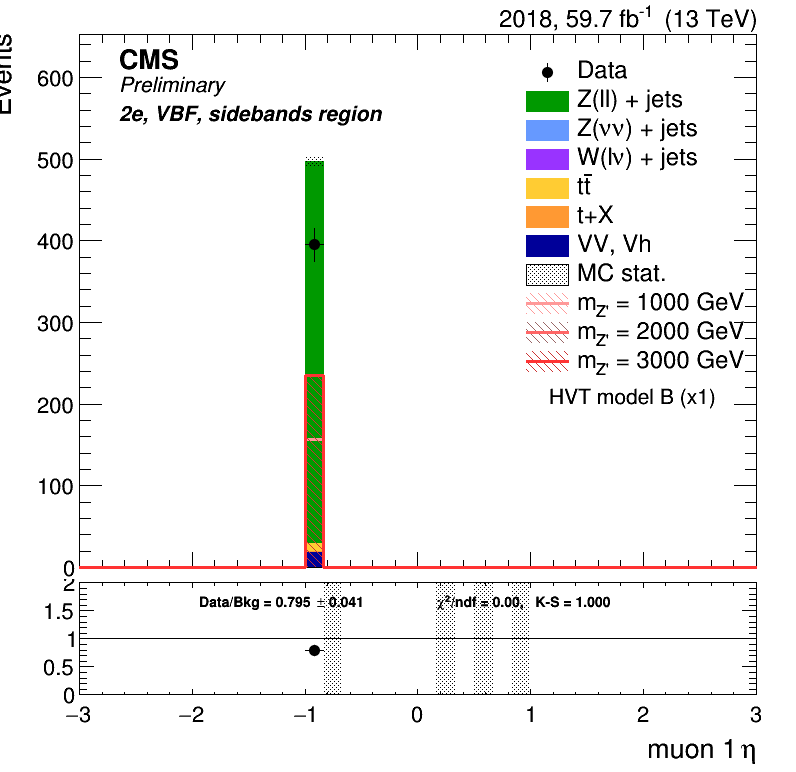 2018, 59.7 fb⁻¹ (13 TeV)
Events
CMS
Preliminary
2e, VBF, sidebands region
Data
Z(ll) + jets
Z(νν) + jets
W(lν) + jets
tt̄
t+X
VV, Vh
MC stat.
m_Z' = 1000 GeV
m_Z' = 2000 GeV
m_Z' = 3000 GeV
HVT model B (x1)
600
500
400
300
200
100
0
Data/Bkg = 0.795 ± 0.041
χ²/ndf = 0.00, K-S = 1.000
2
1.5
1
0.5
0
−3 −2 −1 0 1 2 3
muon 1 η